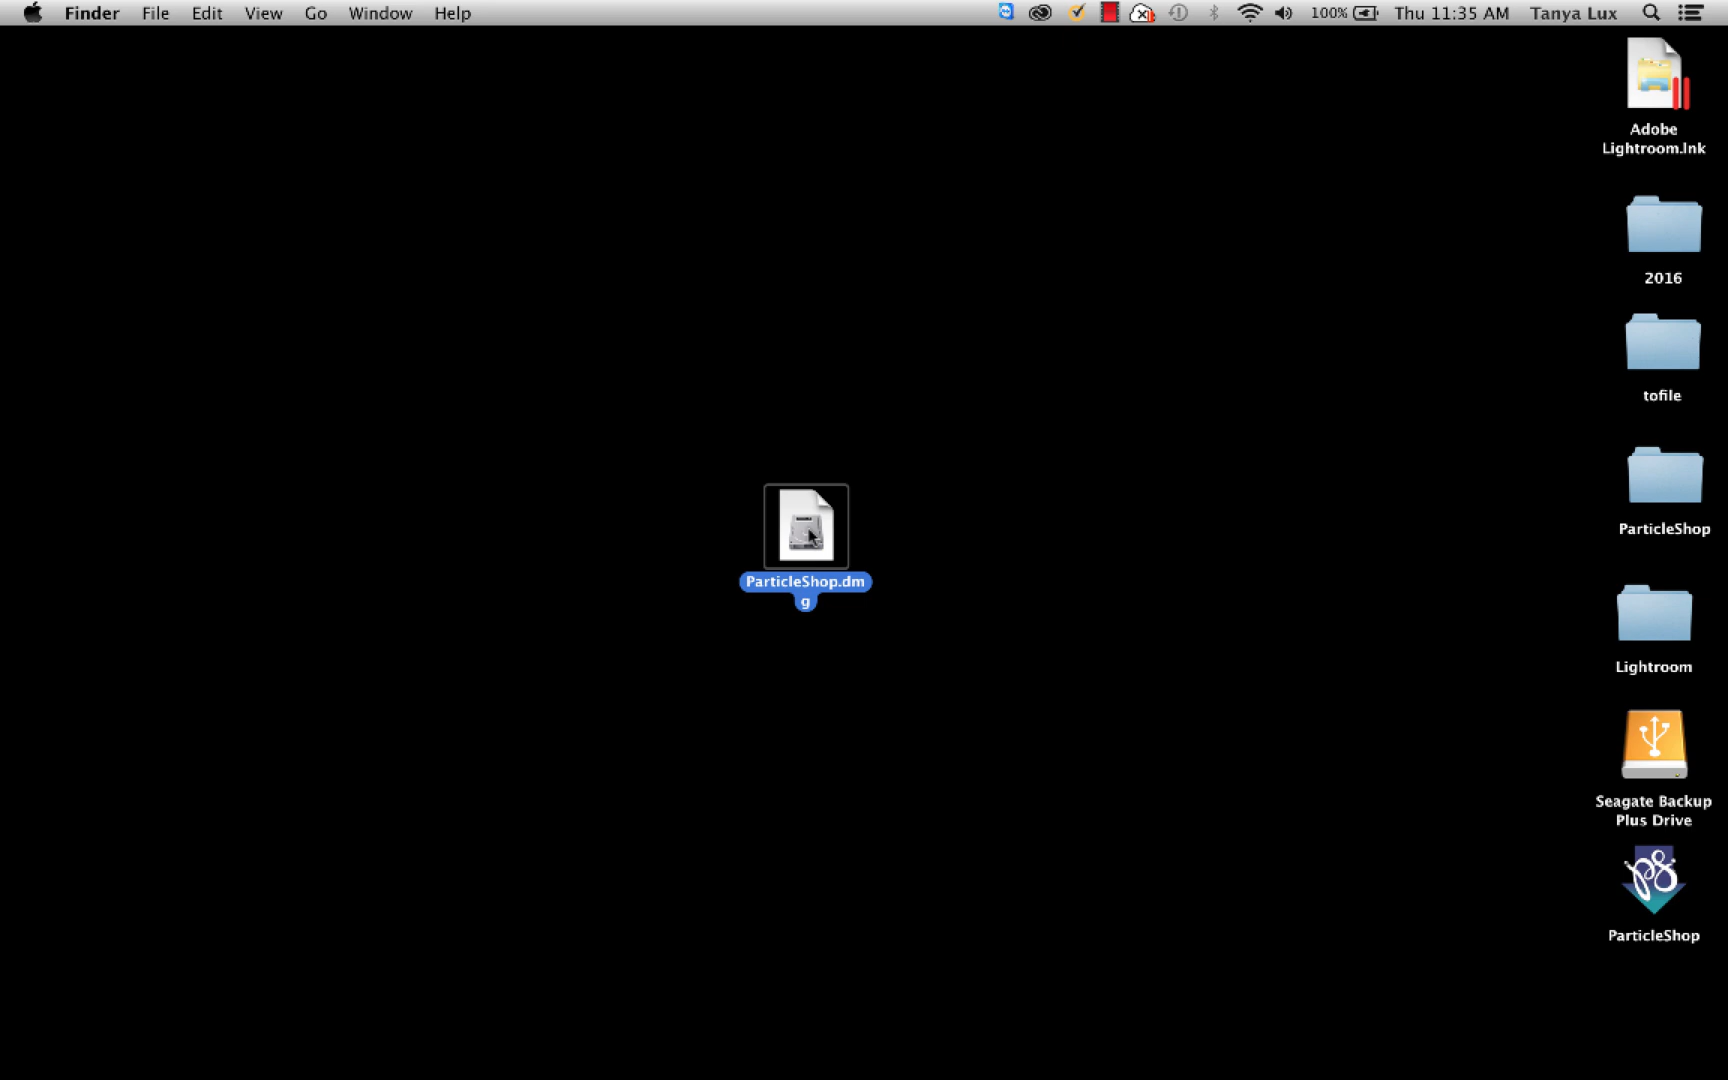 Finder File Edit View Go Window Help 100% Thu 11:35 AM Tanya Lux
Adobe
Lightroom.lnk
2016
tofile
ParticleShop
ParticleShop.dm
g
Lightroom
Seagate Backup
Plus Drive
ParticleShop